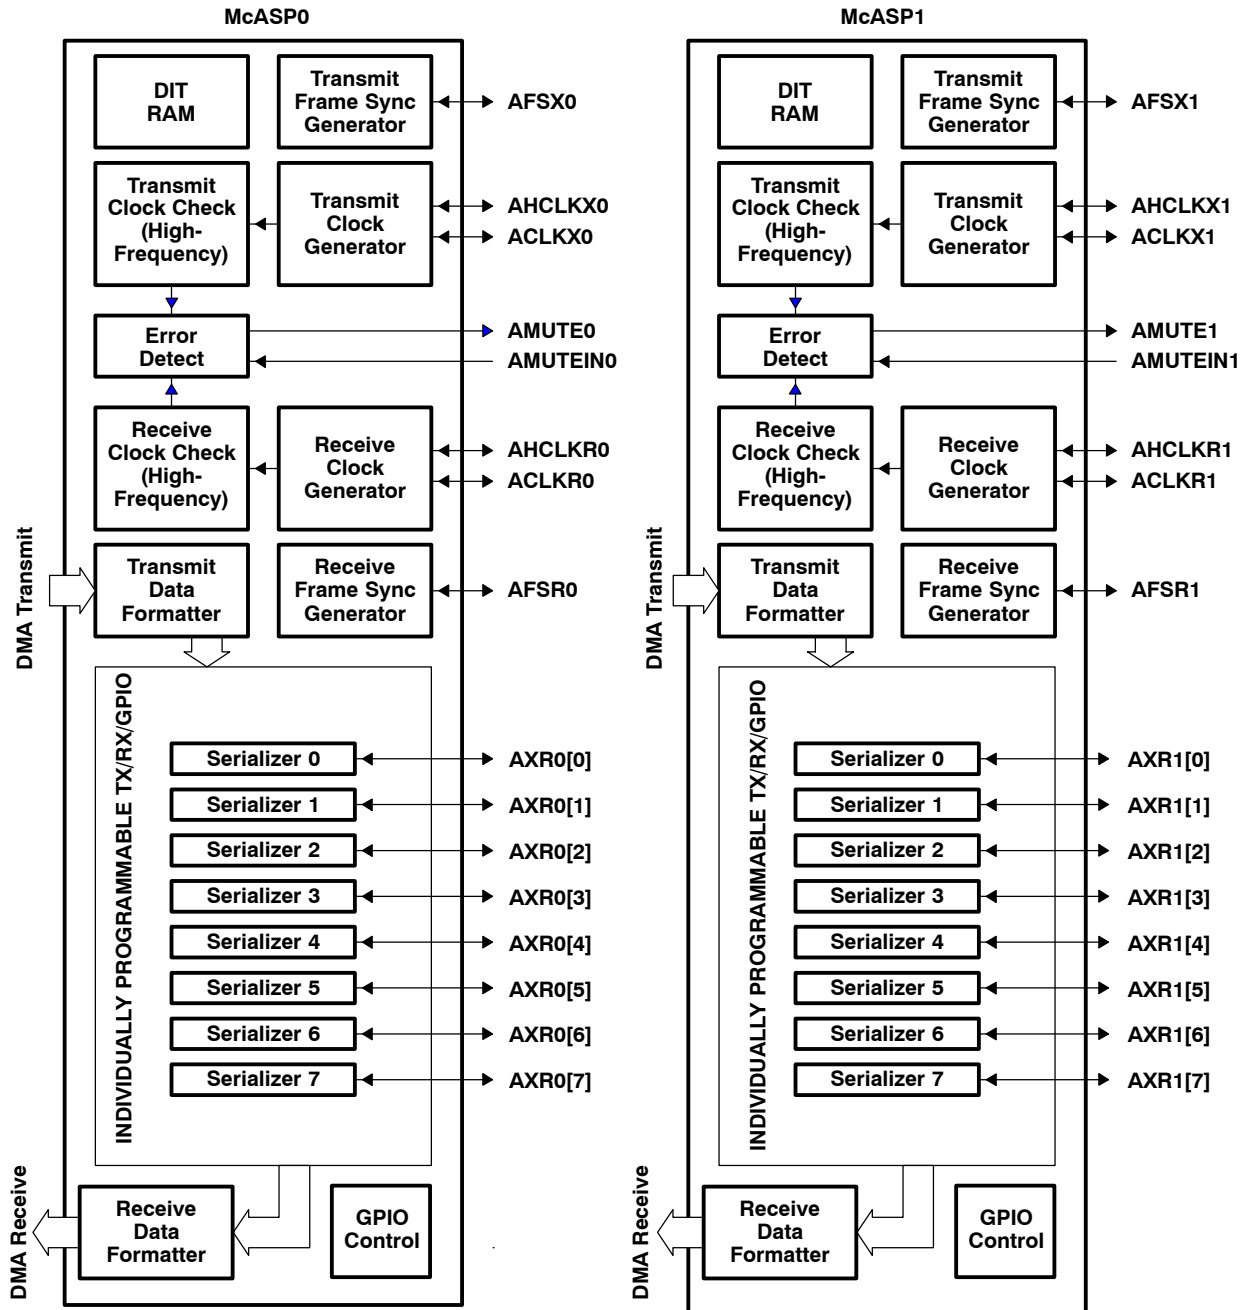 McASP0
DIT
RAM
Transmit
Frame Sync
Generator
AFSX0
Transmit
Clock Check
(High-
Frequency)
Transmit
Clock
Generator
AHCLKX0
ACLKX0
Error
Detect
AMUTE0
AMUTEIN0
Receive
Clock Check
(High-
Frequency)
Receive
Clock
Generator
AHCLKR0
ACLKR0
DMA Transmit
Transmit
Data
Formatter
Receive
Frame Sync
Generator
AFSR0
INDIVIDUALLY PROGRAMMABLE TX/RX/GPIO
Serializer 0
AXR0[0]
Serializer 1
AXR0[1]
Serializer 2
AXR0[2]
Serializer 3
AXR0[3]
Serializer 4
AXR0[4]
Serializer 5
AXR0[5]
Serializer 6
AXR0[6]
Serializer 7
AXR0[7]
DMA Receive
Receive
Data
Formatter
GPIO
Control
McASP1
DIT
RAM
Transmit
Frame Sync
Generator
AFSX1
Transmit
Clock Check
(High-
Frequency)
Transmit
Clock
Generator
AHCLKX1
ACLKX1
Error
Detect
AMUTE1
AMUTEIN1
Receive
Clock Check
(High-
Frequency)
Receive
Clock
Generator
AHCLKR1
ACLKR1
DMA Transmit
Transmit
Data
Formatter
Receive
Frame Sync
Generator
AFSR1
INDIVIDUALLY PROGRAMMABLE TX/RX/GPIO
Serializer 0
AXR1[0]
Serializer 1
AXR1[1]
Serializer 2
AXR1[2]
Serializer 3
AXR1[3]
Serializer 4
AXR1[4]
Serializer 5
AXR1[5]
Serializer 6
AXR1[6]
Serializer 7
AXR1[7]
DMA Receive
Receive
Data
Formatter
GPIO
Control